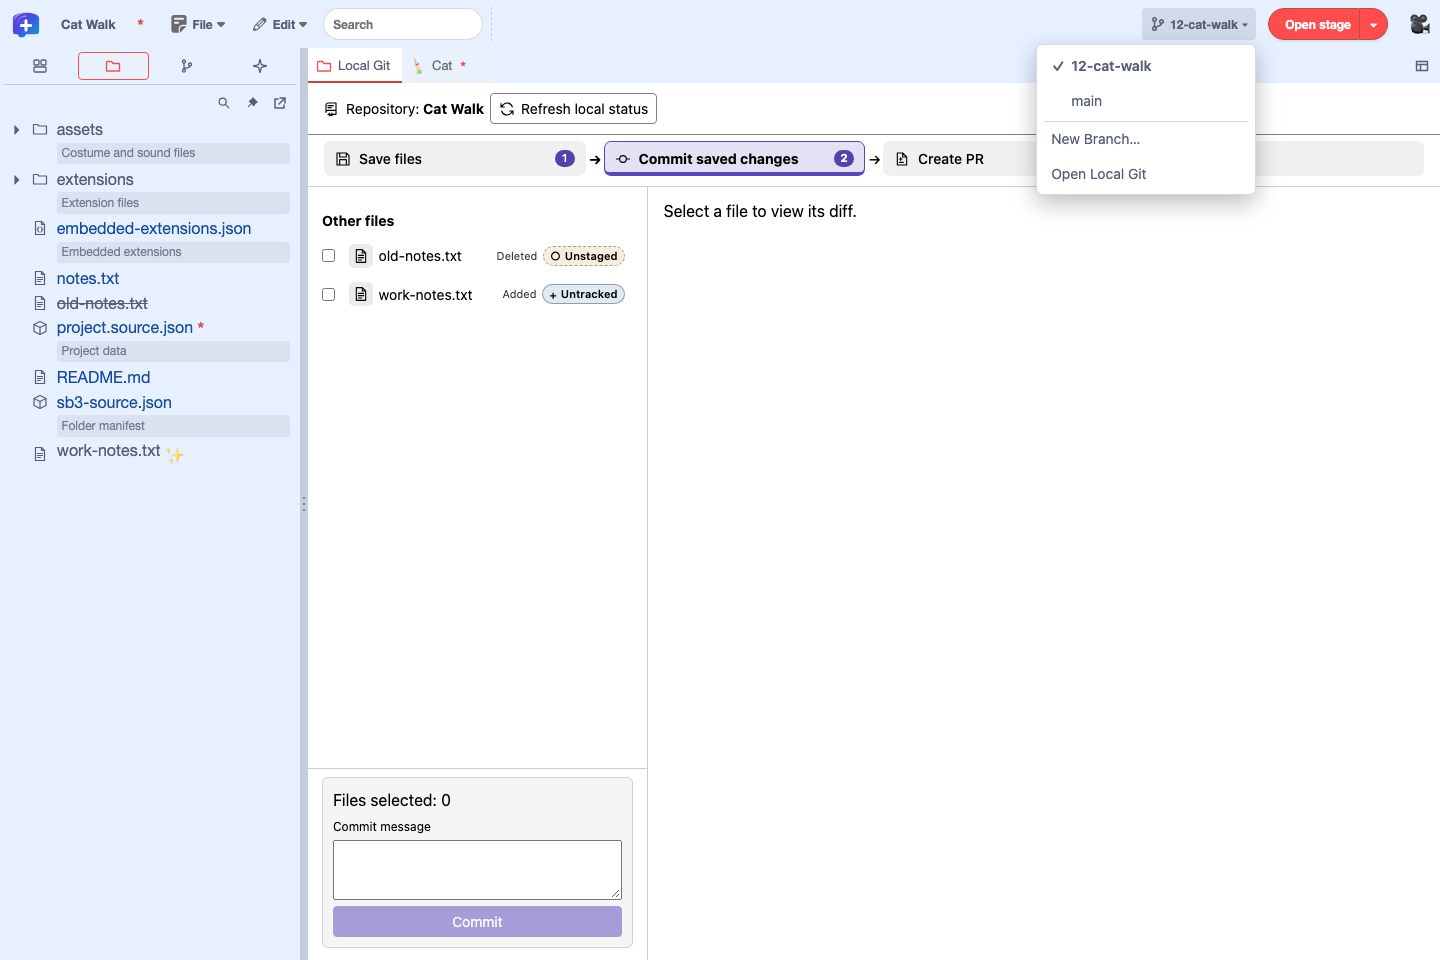 Cat Walk *
File
Edit
Search
12-cat-walk
Open stage
12-cat-walk
main
New Branch...
Open Local Git
assets
Costume and sound files
extensions
Extension files
embedded-extensions.json
Embedded extensions
notes.txt
old-notes.txt
project.source.json *
Project data
README.md
sb3-source.json
Folder manifest
work-notes.txt
Local Git
Cat *
Repository: Cat Walk
Refresh local status
Save files 1
Commit saved changes 2
Create PR
Other files
old-notes.txt Deleted Unstaged
work-notes.txt Added + Untracked
Select a file to view its diff.
Files selected: 0
Commit message
Commit